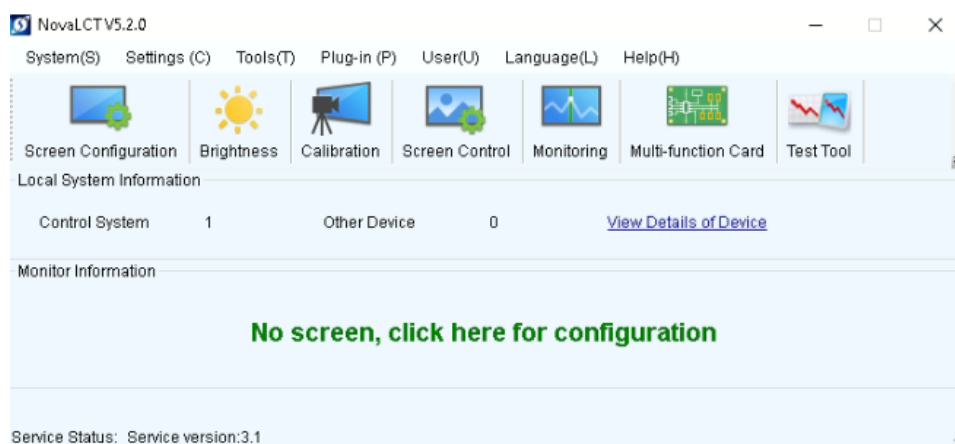 NovaLCT V5.2.0
System(S) Settings (C) Tools(T) Plug-in (P) User(U) Language(L) Help(H)
Screen Configuration Brightness Calibration Screen Control Monitoring Multi-function Card Test Tool
Local System Information
Control System 1 Other Device 0 View Details of Device
Monitor Information
No screen, click here for configuration
Service Status: Service version:3.1